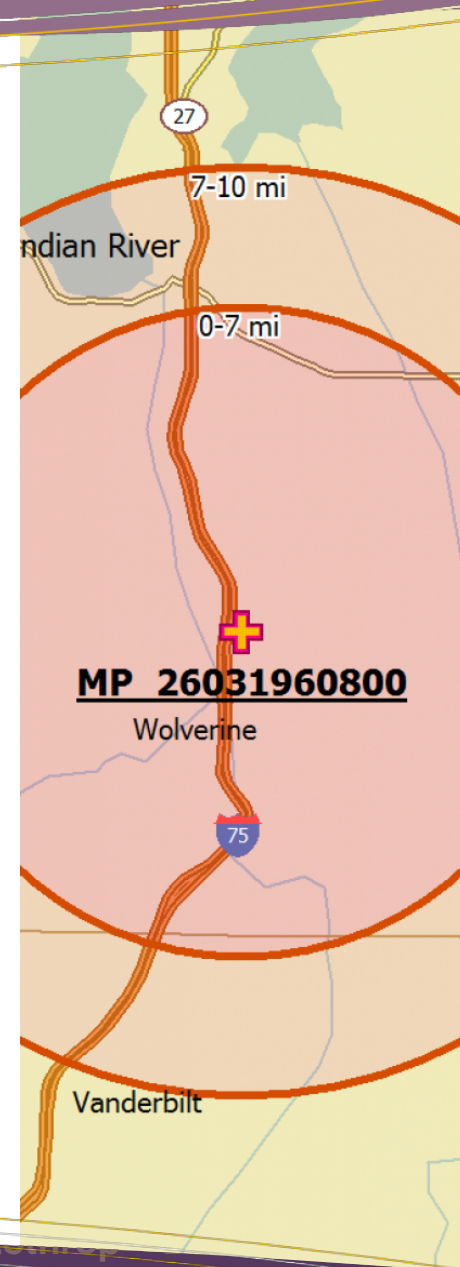 27
7-10 mi
ndian River
0-7 mi
MP 26031960800
Wolverine
75
Vanderbilt